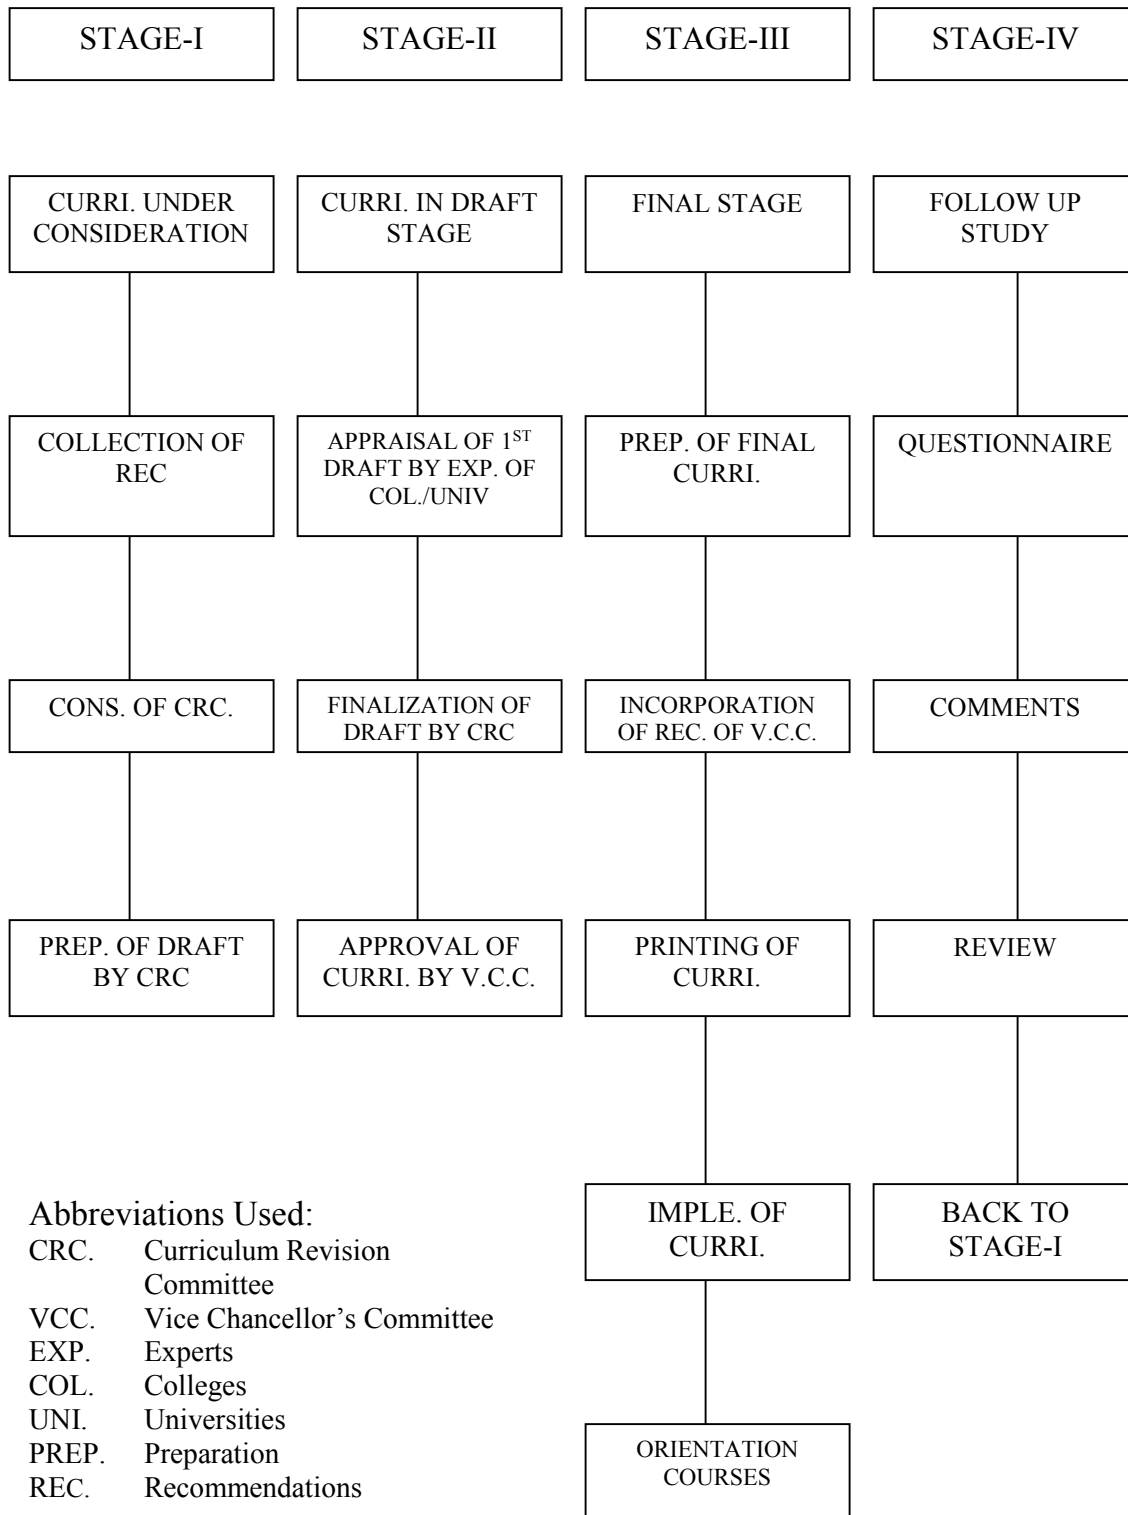 STAGE-I
STAGE-II
STAGE-III
STAGE-IV
CURRI. UNDER
CONSIDERATION
CURRI. IN DRAFT
STAGE
FINAL STAGE
FOLLOW UP
STUDY
COLLECTION OF
REC
APPRAISAL OF 1ST
DRAFT BY EXP. OF
COL./UNIV
PREP. OF FINAL
CURRI.
QUESTIONNAIRE
CONS. OF CRC.
FINALIZATION OF
DRAFT BY CRC
INCORPORATION
OF REC. OF V.C.C.
COMMENTS
PREP. OF DRAFT
BY CRC
APPROVAL OF
CURRI. BY V.C.C.
PRINTING OF
CURRI.
REVIEW
IMPLE. OF
CURRI.
BACK TO
STAGE-I
ORIENTATION
COURSES
Abbreviations Used:
CRC. Curriculum Revision
Committee
VCC. Vice Chancellor’s Committee
EXP. Experts
COL. Colleges
UNI. Universities
PREP. Preparation
REC. Recommendations